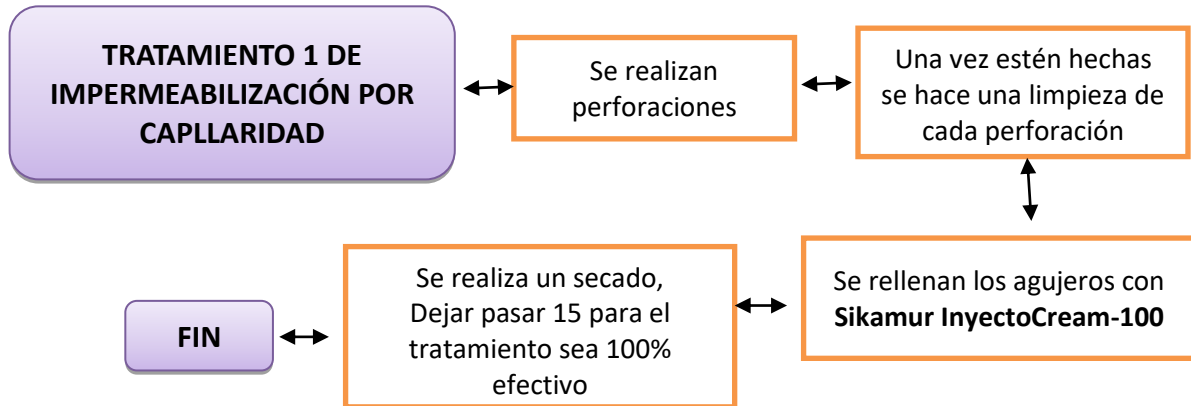 TRATAMIENTO 1 DE
IMPERMEABILIZACIÓN POR
CAPLLARIDAD
Se realizan
perforaciones
Una vez estén hechas
se hace una limpieza de
cada perforación
Se rellenan los agujeros con
Sikamur InyectoCream-100
Se realiza un secado,
Dejar pasar 15 para el
tratamiento sea 100%
efectivo
FIN